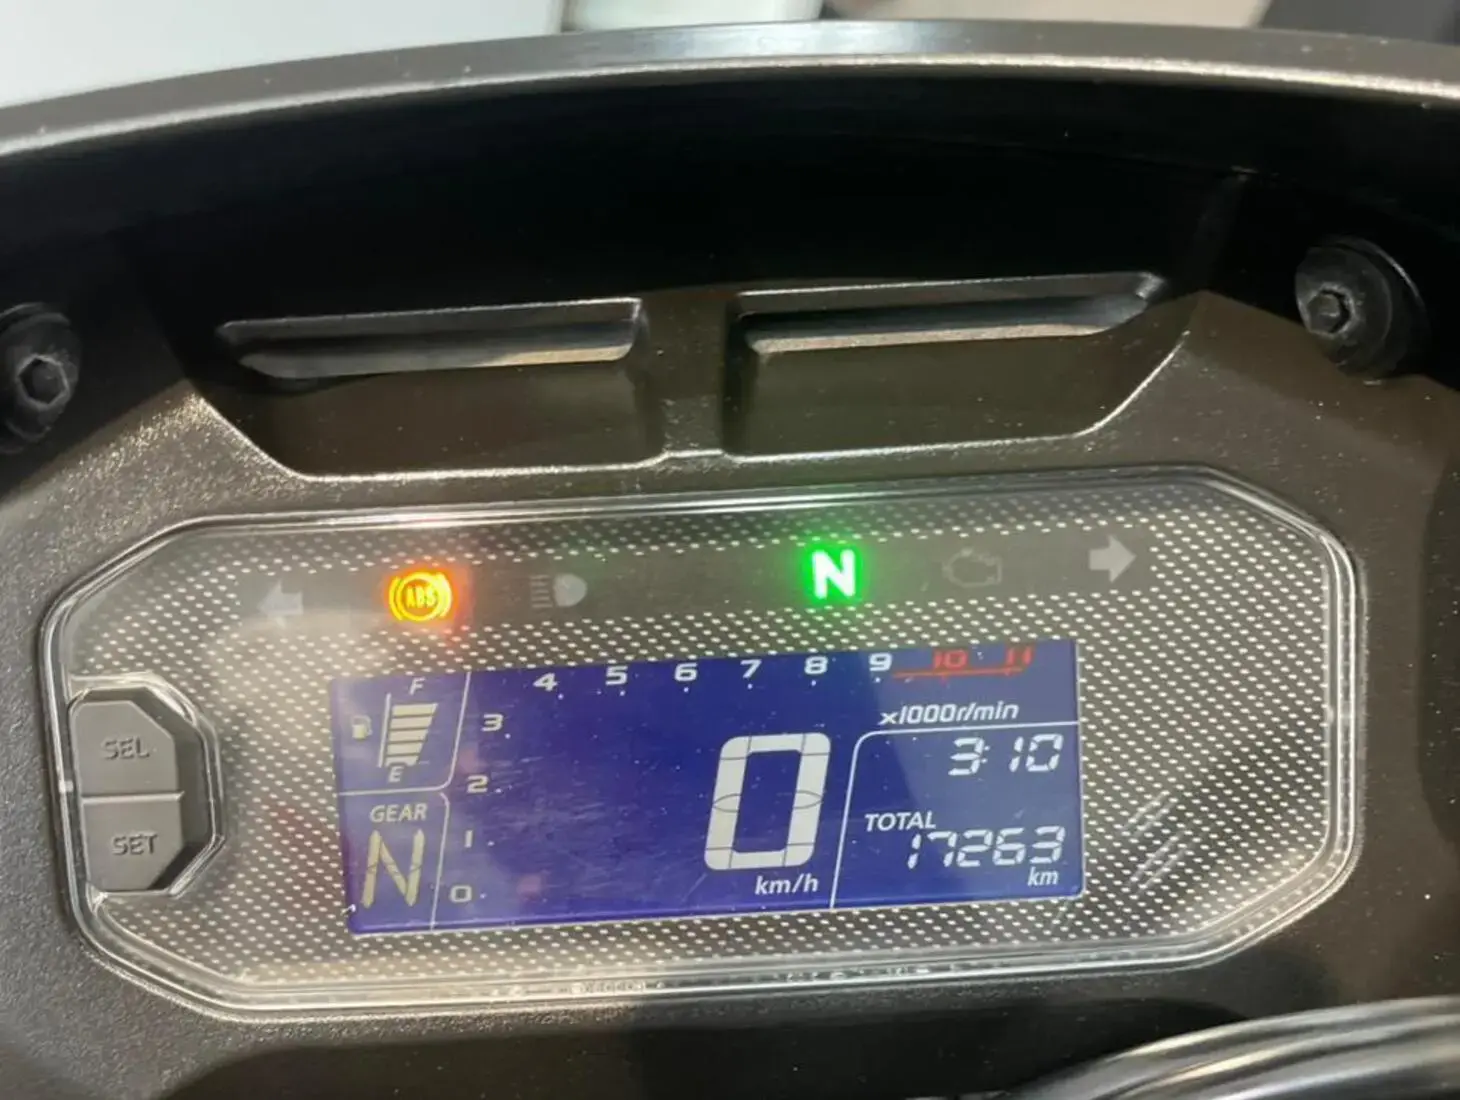 ABS
N
4 5 6 7 8 9 10 11
x1000r/min
3
2
1
0
F
E
GEAR
N
SEL
SET
0
km/h
3:10
TOTAL
17263
km